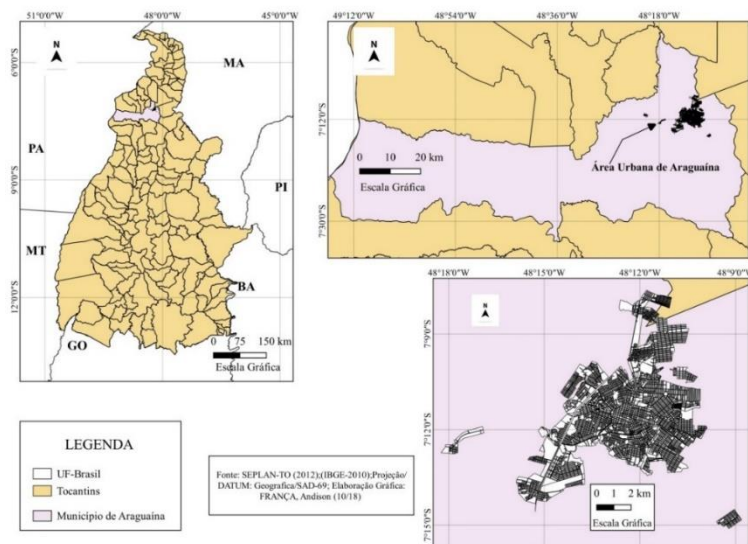 51°0'0"W 48°0'0"W 45°0'0"W
N
MA
PA
PI
MT
BA
GO
6°0'0"S
9°0'0"S
12°0'0"S
0 75 150 km
Escala Gráfica
49°12'0"W 48°54'0"W 48°36'0"W 48°18'0"W
N
7°12'0"S
7°30'0"S
0 10 20 km
Escala Gráfica
Área Urbana de Araguaína
48°18'0"W 48°15'0"W 48°12'0"W 48°9'0"W
N
7°9'0"S
7°12'0"S
7°15'0"S
0 1 2 km
Escala Gráfica
LEGENDA
UF-Brasil
Tocantins
Município de Araguaína
Fonte: SEPLAN-TO (2012);(IBGE-2010);Projeção/
DATUM: Geografica/SAD-69; Elaboração Gráfica:
FRANÇA, Andison (10/18)